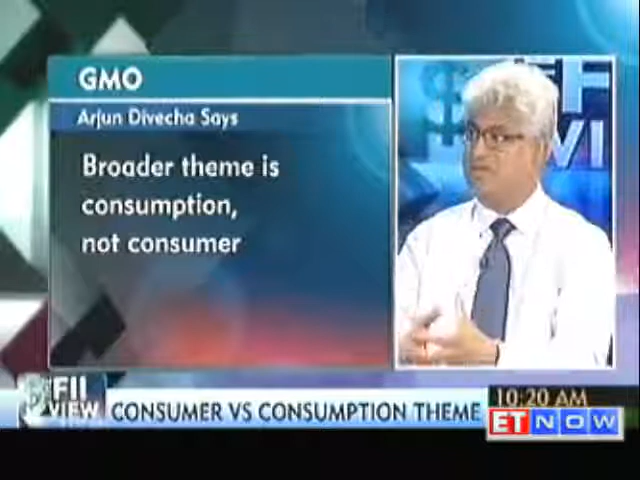 GMO
Arjun Divecha Says
Broader theme is
consumption,
not consumer
FII
VIEW
CONSUMER VS CONSUMPTION THEME
10:20 AM
ET NOW